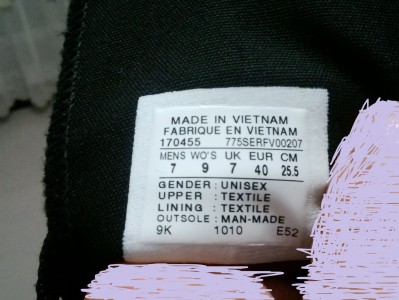 MADE IN VIETNAM
FABRIQUE EN VIETNAM
170455 775SERFV00207
MENS WO'S UK EUR CM
7 9 7 40 25.5
GENDER : UNISEX
UPPER : TEXTILE
LINING : TEXTILE
OUTSOLE : MAN-MADE
9K 1010 E52